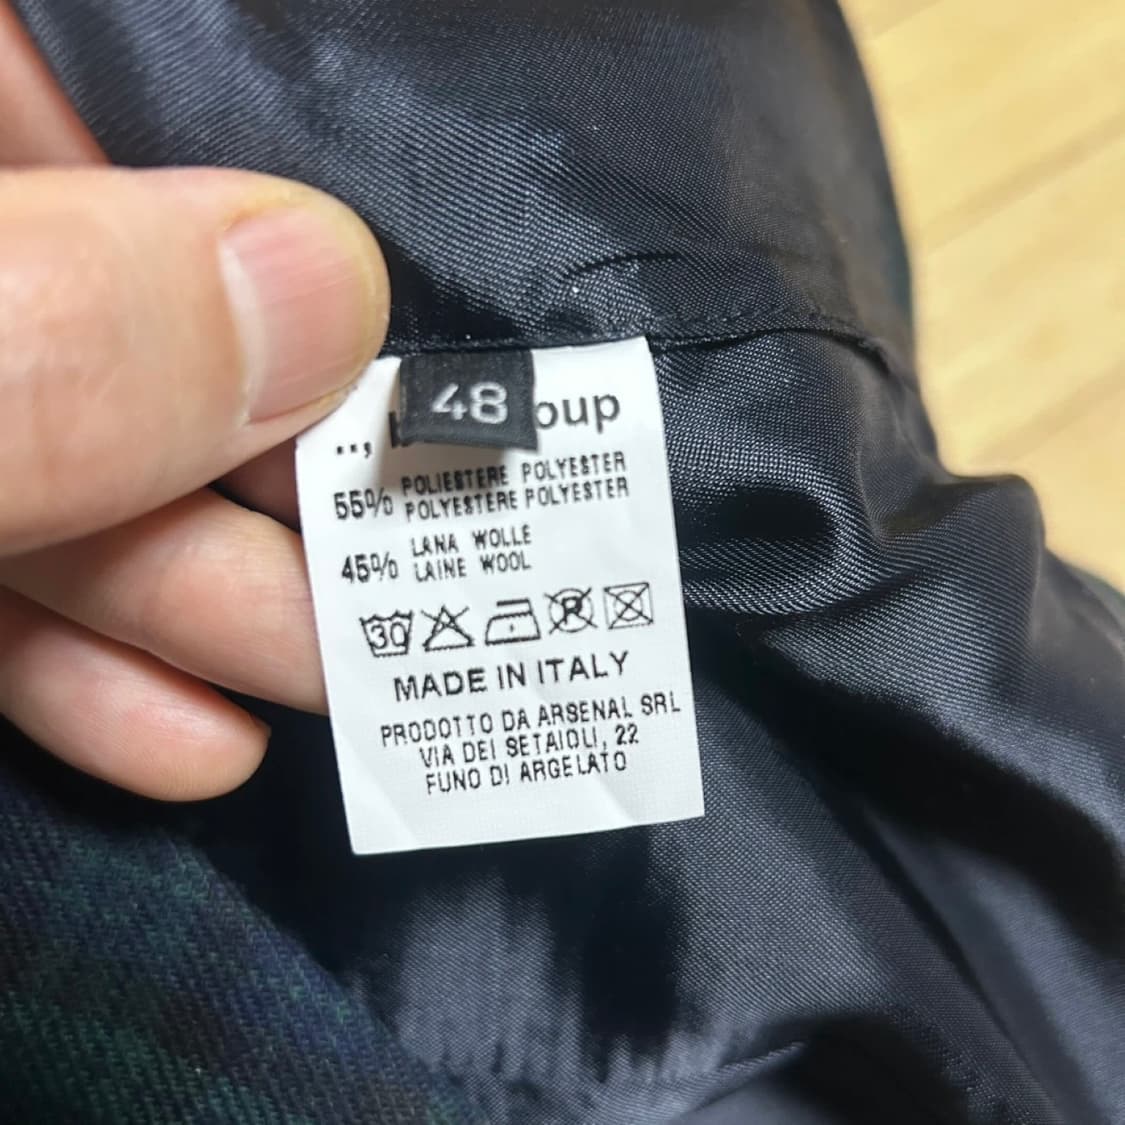 48
oup
55% POLIESTERE POLYESTER
POLYESTERE POLYESTER
45% LANA WOLLE
LAINE WOOL
30
P
MADE IN ITALY
PRODOTTO DA ARSENAL SRL
VIA DEI SETAIOLI, 22
FUNO DI ARGELATO